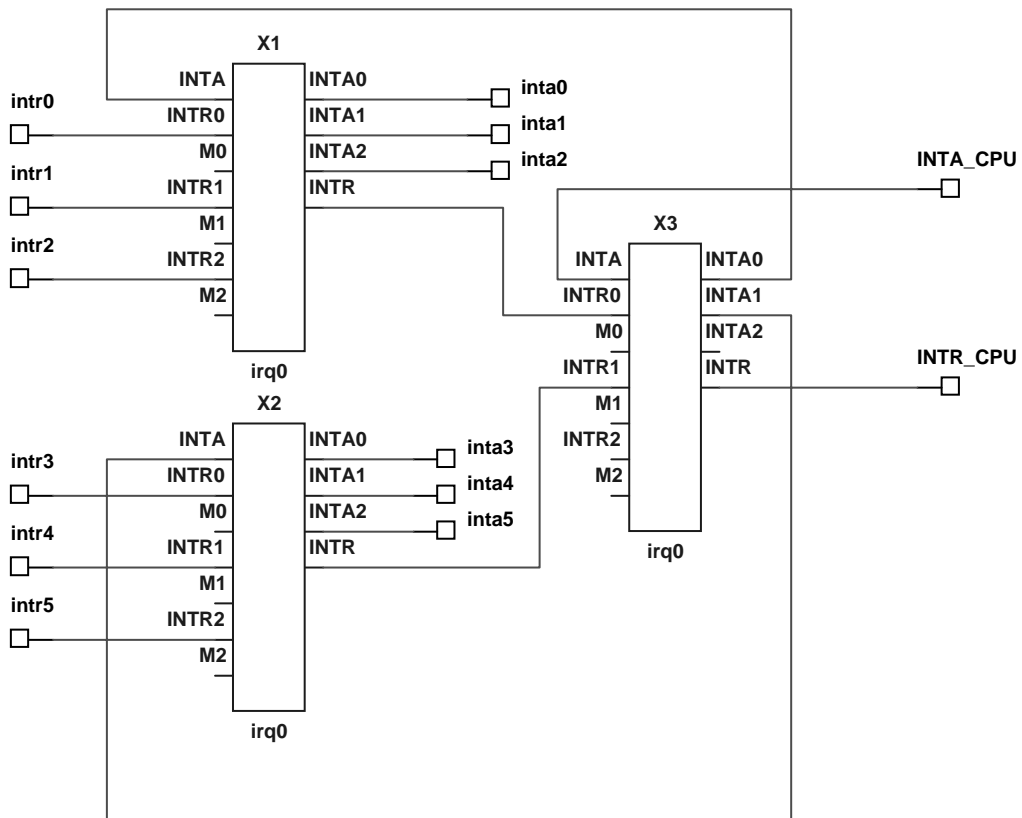 X1
INTA
INTA0
inta0
intr0
INTR0
INTA1
inta1
M0
INTA2
inta2
intr1
INTR1
INTR
M1
intr2
INTR2
M2
irq0
INTA_CPU
X3
INTA
INTA0
INTR0
INTA1
M0
INTA2
INTR1
INTR
INTR_CPU
M1
INTR2
M2
irq0
X2
INTA
INTA0
inta3
intr3
INTR0
INTA1
inta4
M0
INTA2
inta5
intr4
INTR1
INTR
M1
intr5
INTR2
M2
irq0